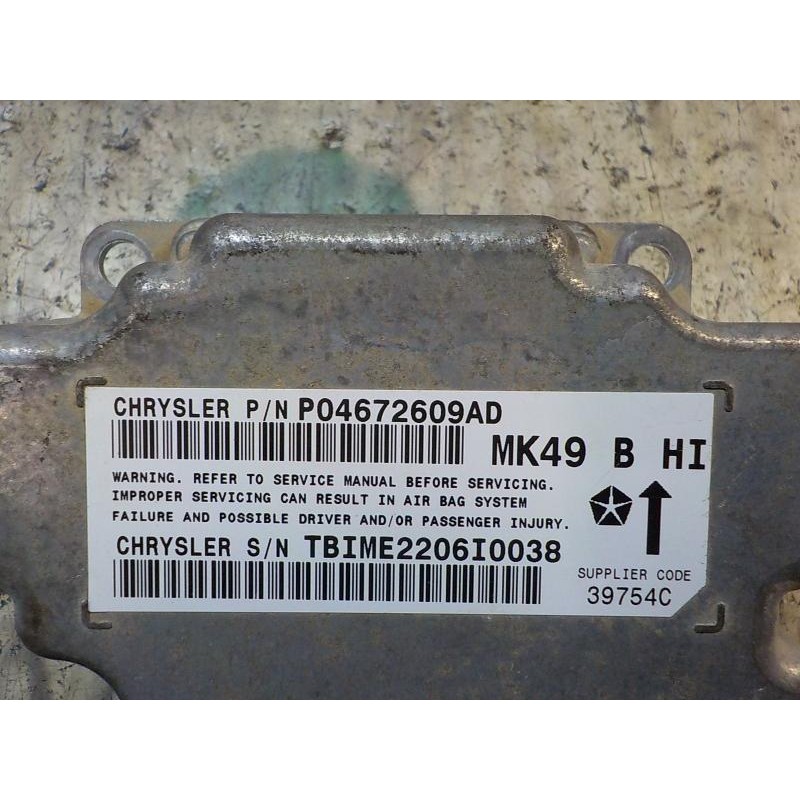 CHRYSLER P/N P04672609AD
MK49 B HI
WARNING. REFER TO SERVICE MANUAL BEFORE SERVICING.
IMPROPER SERVICING CAN RESULT IN AIR BAG SYSTEM
FAILURE AND POSSIBLE DRIVER AND/OR PASSENGER INJURY.
CHRYSLER S/N TBIME2206I0038
SUPPLIER CODE
39754C